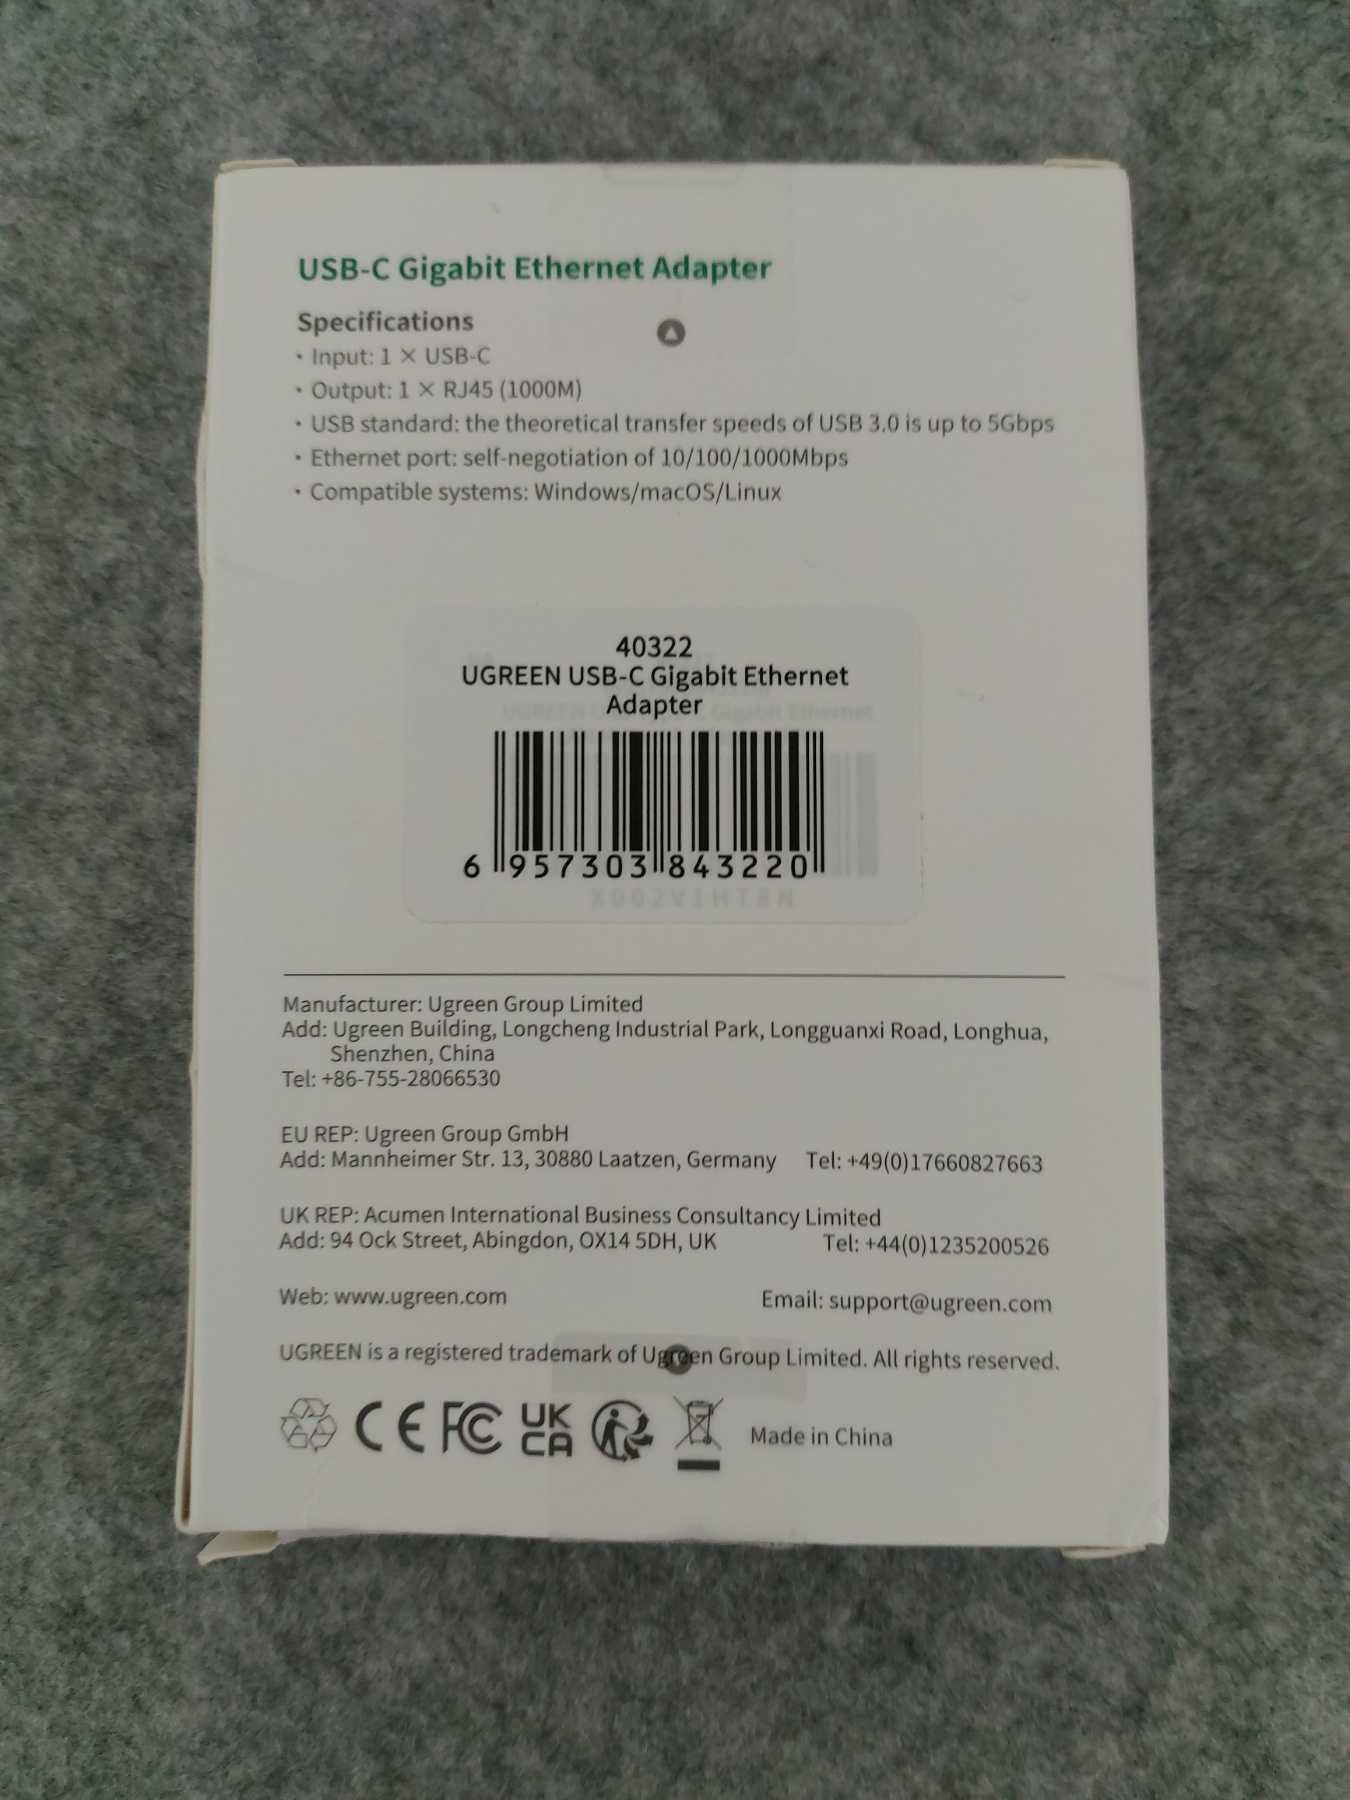 USB-C Gigabit Ethernet Adapter
Specifications
· Input: 1 × USB-C
· Output: 1 × RJ45 (1000M)
· USB standard: the theoretical transfer speeds of USB 3.0 is up to 5Gbps
· Ethernet port: self-negotiation of 10/100/1000Mbps
· Compatible systems: Windows/macOS/Linux
40322
UGREEN USB-C Gigabit Ethernet
Adapter
6 957303 843220
Manufacturer: Ugreen Group Limited
Add: Ugreen Building, Longcheng Industrial Park, Longguanxi Road, Longhua,
Shenzhen, China
Tel: +86-755-28066530
EU REP: Ugreen Group GmbH
Add: Mannheimer Str. 13, 30880 Laatzen, Germany Tel: +49(0)17660827663
UK REP: Acumen International Business Consultancy Limited
Add: 94 Ock Street, Abingdon, OX14 5DH, UK Tel: +44(0)1235200526
Web: www.ugreen.com Email: support@ugreen.com
UGREEN is a registered trademark of Ugreen Group Limited. All rights reserved.
CE FC UK CA Made in China